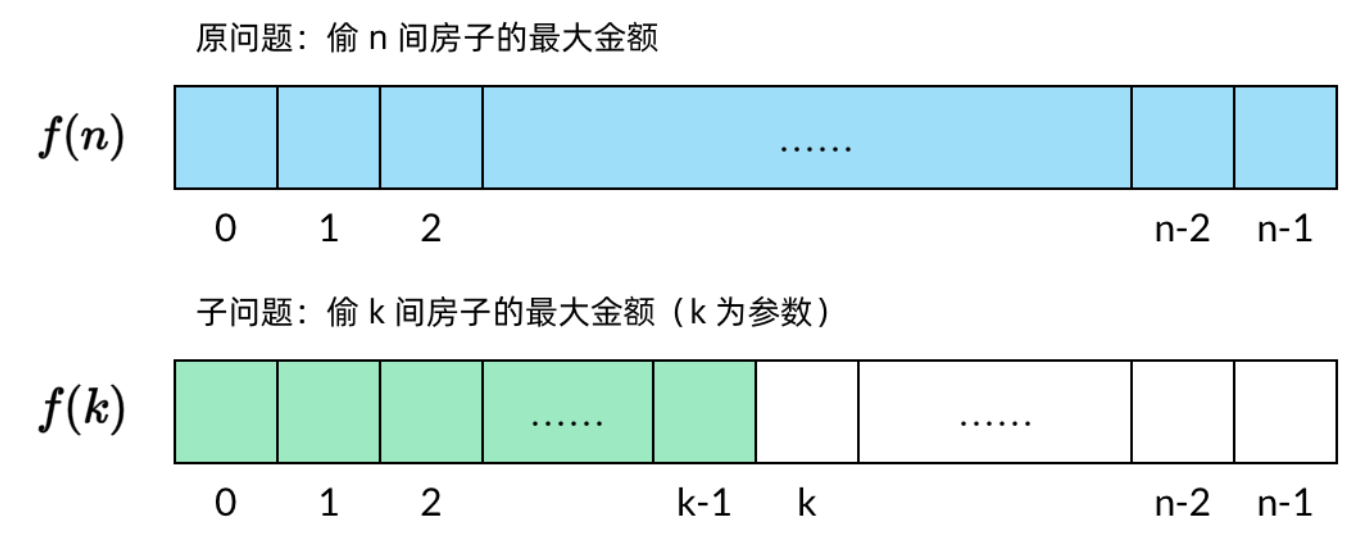 原问题：偷 n 间房子的最大金额
f(n)
......
0 1 2 n-2 n-1
子问题：偷 k 间房子的最大金额（k 为参数）
f(k)
...... ......
0 1 2 k-1 k n-2 n-1